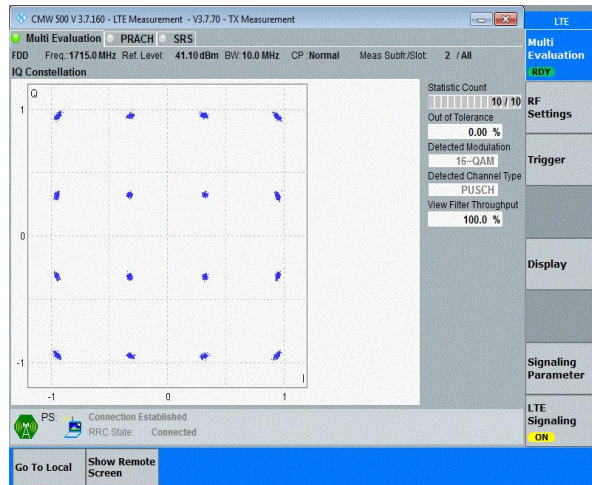 CMW 500 V 3.7.160 - LTE Measurement - V3.7.70 - TX Measurement
LTE
Multi Evaluation PRACH SRS
FDD Freq.:1715.0 MHz Ref. Level: 41.10 dBm BW:10.0 MHz CP :Normal Meas Subfr./Slot: 2 / All
IQ Constellation
Q
1
0
-1
-1 0 1
I
Statistic Count
10 / 10
Out of Tolerance
0.00 %
Detected Modulation
16-QAM
Detected Channel Type
PUSCH
View Filter Throughput
100.0 %
Multi
Evaluation
RDY
RF
Settings
Trigger
Display
Signaling
Parameter
LTE
Signaling
ON
PS: Connection Established
RRC State: Connected
Go To Local
Show Remote
Screen